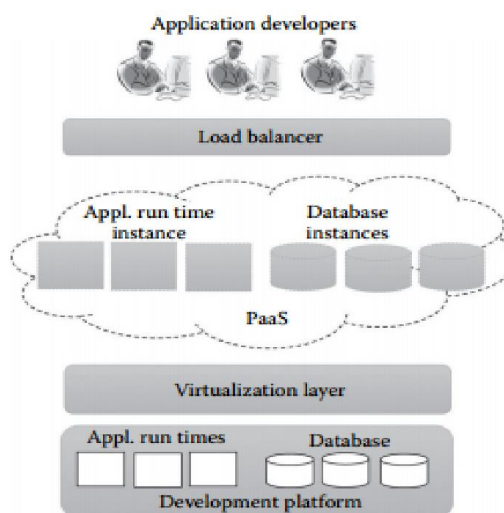 Application developers
Load balancer
Appl. run time
instance
Database
instances
PaaS
Virtualization layer
Appl. run times
Database
Development platform